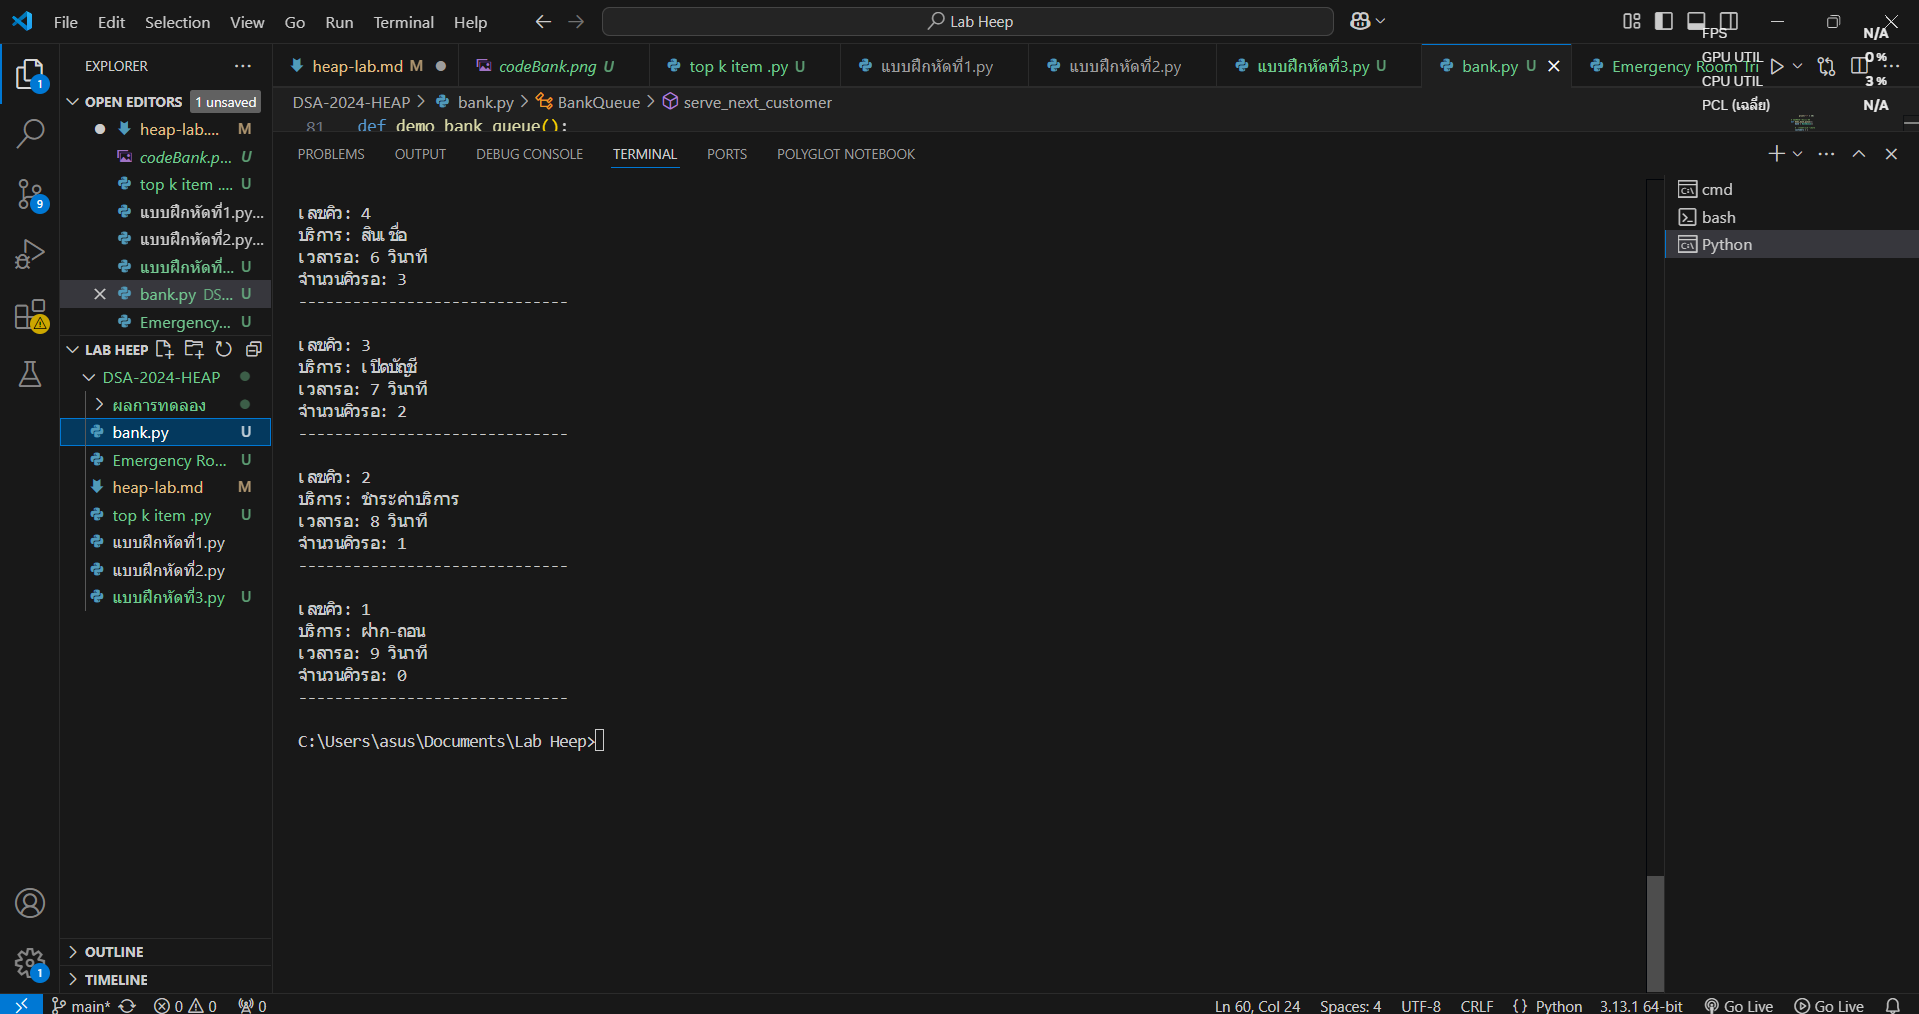 File Edit Selection View Go Run Terminal Help
Lab Heep
FPS N/A
GPU UTIL 0 %
CPU UTIL 3 %
PCL (เฉลี่ย) N/A
EXPLORER
OPEN EDITORS 1 unsaved
heap-lab.... M
codeBank.p... U
top k item .... U
แบบฝึกหัดที่1.py...
แบบฝึกหัดที่2.py...
แบบฝึกหัดที่... U
bank.py DS... U
Emergency... U
LAB HEEP
DSA-2024-HEAP
ผลการทดลอง
bank.py U
Emergency Ro... U
heap-lab.md M
top k item .py U
แบบฝึกหัดที่1.py
แบบฝึกหัดที่2.py
แบบฝึกหัดที่3.py U
OUTLINE
TIMELINE
heap-lab.md M codeBank.png U top k item .py U แบบฝึกหัดที่1.py แบบฝึกหัดที่2.py แบบฝึกหัดที่3.py U bank.py U Emergency Room Tri
DSA-2024-HEAP > bank.py > BankQueue > serve_next_customer
81 def demo_bank_queue():
PROBLEMS OUTPUT DEBUG CONSOLE TERMINAL PORTS POLYGLOT NOTEBOOK
เลขคิว: 4
บริการ: สินเชื่อ
เวลารอ: 6 วินาที
จำนวนคิวรอ: 3
------------------------------
เลขคิว: 3
บริการ: เปิดบัญชี
เวลารอ: 7 วินาที
จำนวนคิวรอ: 2
------------------------------
เลขคิว: 2
บริการ: ชำระค่าบริการ
เวลารอ: 8 วินาที
จำนวนคิวรอ: 1
------------------------------
เลขคิว: 1
บริการ: ฝาก-ถอน
เวลารอ: 9 วินาที
จำนวนคิวรอ: 0
------------------------------
C:\Users\asus\Documents\Lab Heep>
cmd
bash
Python
1
9
1
main* 0 0 0 Ln 60, Col 24 Spaces: 4 UTF-8 CRLF {} Python 3.13.1 64-bit Go Live Go Live